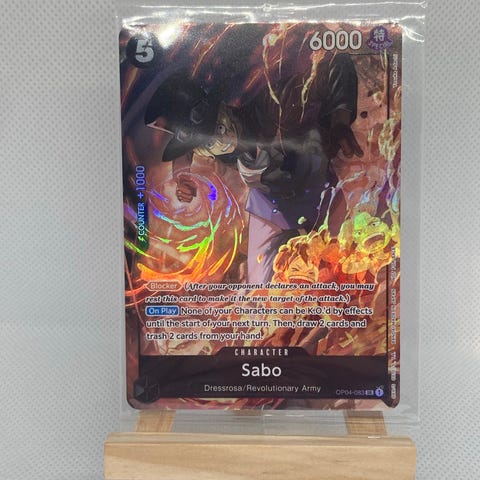 5
6000
特
SPECIAL
COUNTER +1000
Blocker (After your opponent declares an attack, you may
rest this card to make it the new target of the attack.)
On Play None of your Characters can be K.O.'d by effects
until the start of your next turn. Then, draw 2 cards and
trash 2 cards from your hand.
CHARACTER
Sabo
Dressrosa/Revolutionary Army
OP04-083 SR 1